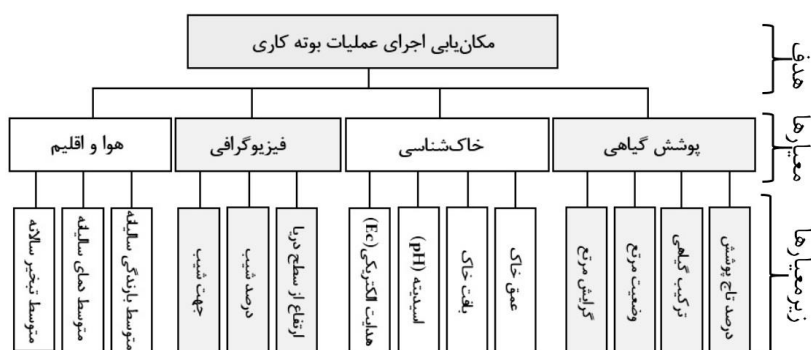 مکان‌یابی اجرای عملیات بوته کاری
هدف
پوشش گیاهی
خاک‌شناسی
فیزیوگرافی
هوا و اقلیم
معیارها
درصد تاج پوشش
ترکیب گیاهی
وضعیت مرتع
گرایش مرتع
عمق خاک
بافت خاک
اسیدیته (pH)
هدایت الکتریکی(Ec)
ارتفاع از سطح دریا
درصد شیب
جهت شیب
متوسط بارندگی سالیانه
متوسط دمای سالیانه
متوسط تبخیر سالانه
زیرمعیارها